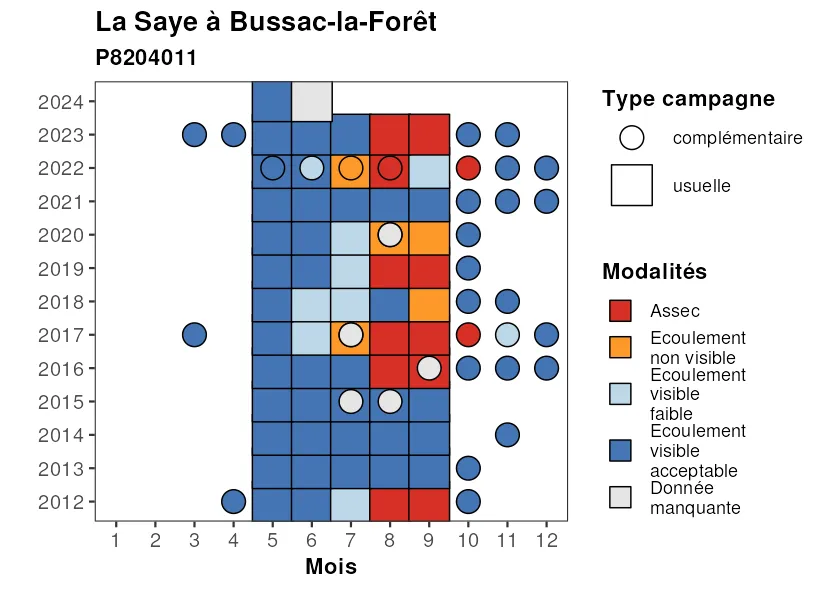 La Saye à Bussac-la-Forêt
P8204011
2024
2023
2022
2021
2020
2019
2018
2017
2016
2015
2014
2013
2012
1 2 3 4 5 6 7 8 9 10 11 12
Mois
Type campagne
complémentaire
usuelle
Modalités
Assec
Ecoulement
non visible
Ecoulement
visible
faible
Ecoulement
visible
acceptable
Donnée
manquante